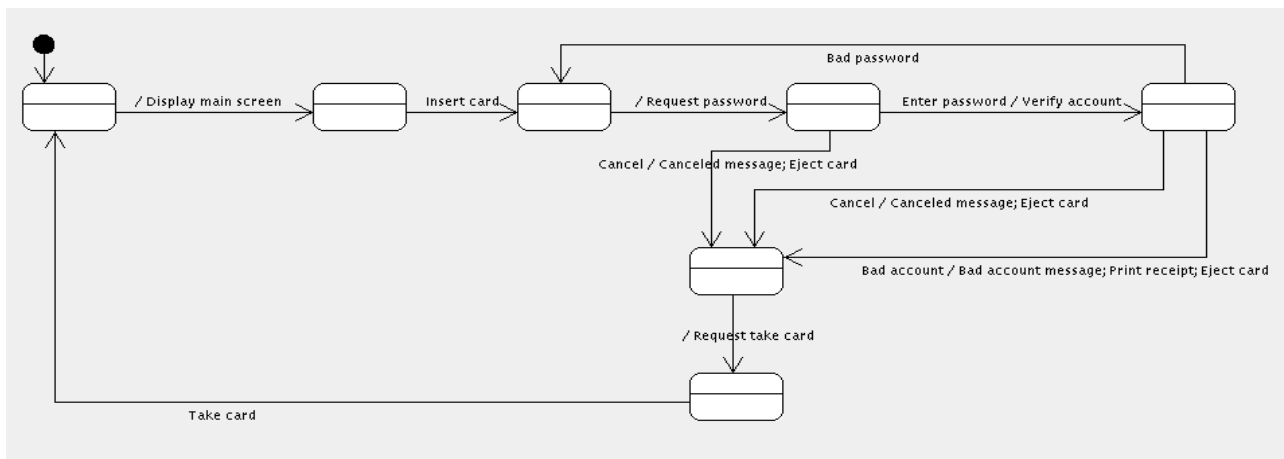 Bad password
/ Display main screen
Insert card
/ Request password
Enter password / Verify account
Cancel / Canceled message; Eject card
Cancel / Canceled message; Eject card
Bad account / Bad account message; Print receipt; Eject card
/ Request take card
Take card